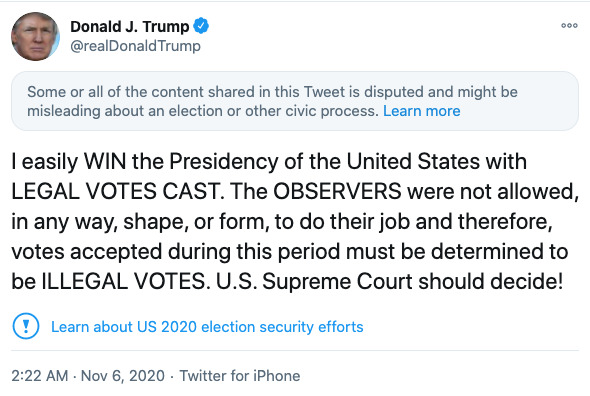 Donald J. Trump
@realDonaldTrump
Some or all of the content shared in this Tweet is disputed and might be
misleading about an election or other civic process. Learn more
I easily WIN the Presidency of the United States with
LEGAL VOTES CAST. The OBSERVERS were not allowed,
in any way, shape, or form, to do their job and therefore,
votes accepted during this period must be determined to
be ILLEGAL VOTES. U.S. Supreme Court should decide!
Learn about US 2020 election security efforts
2:22 AM · Nov 6, 2020 · Twitter for iPhone